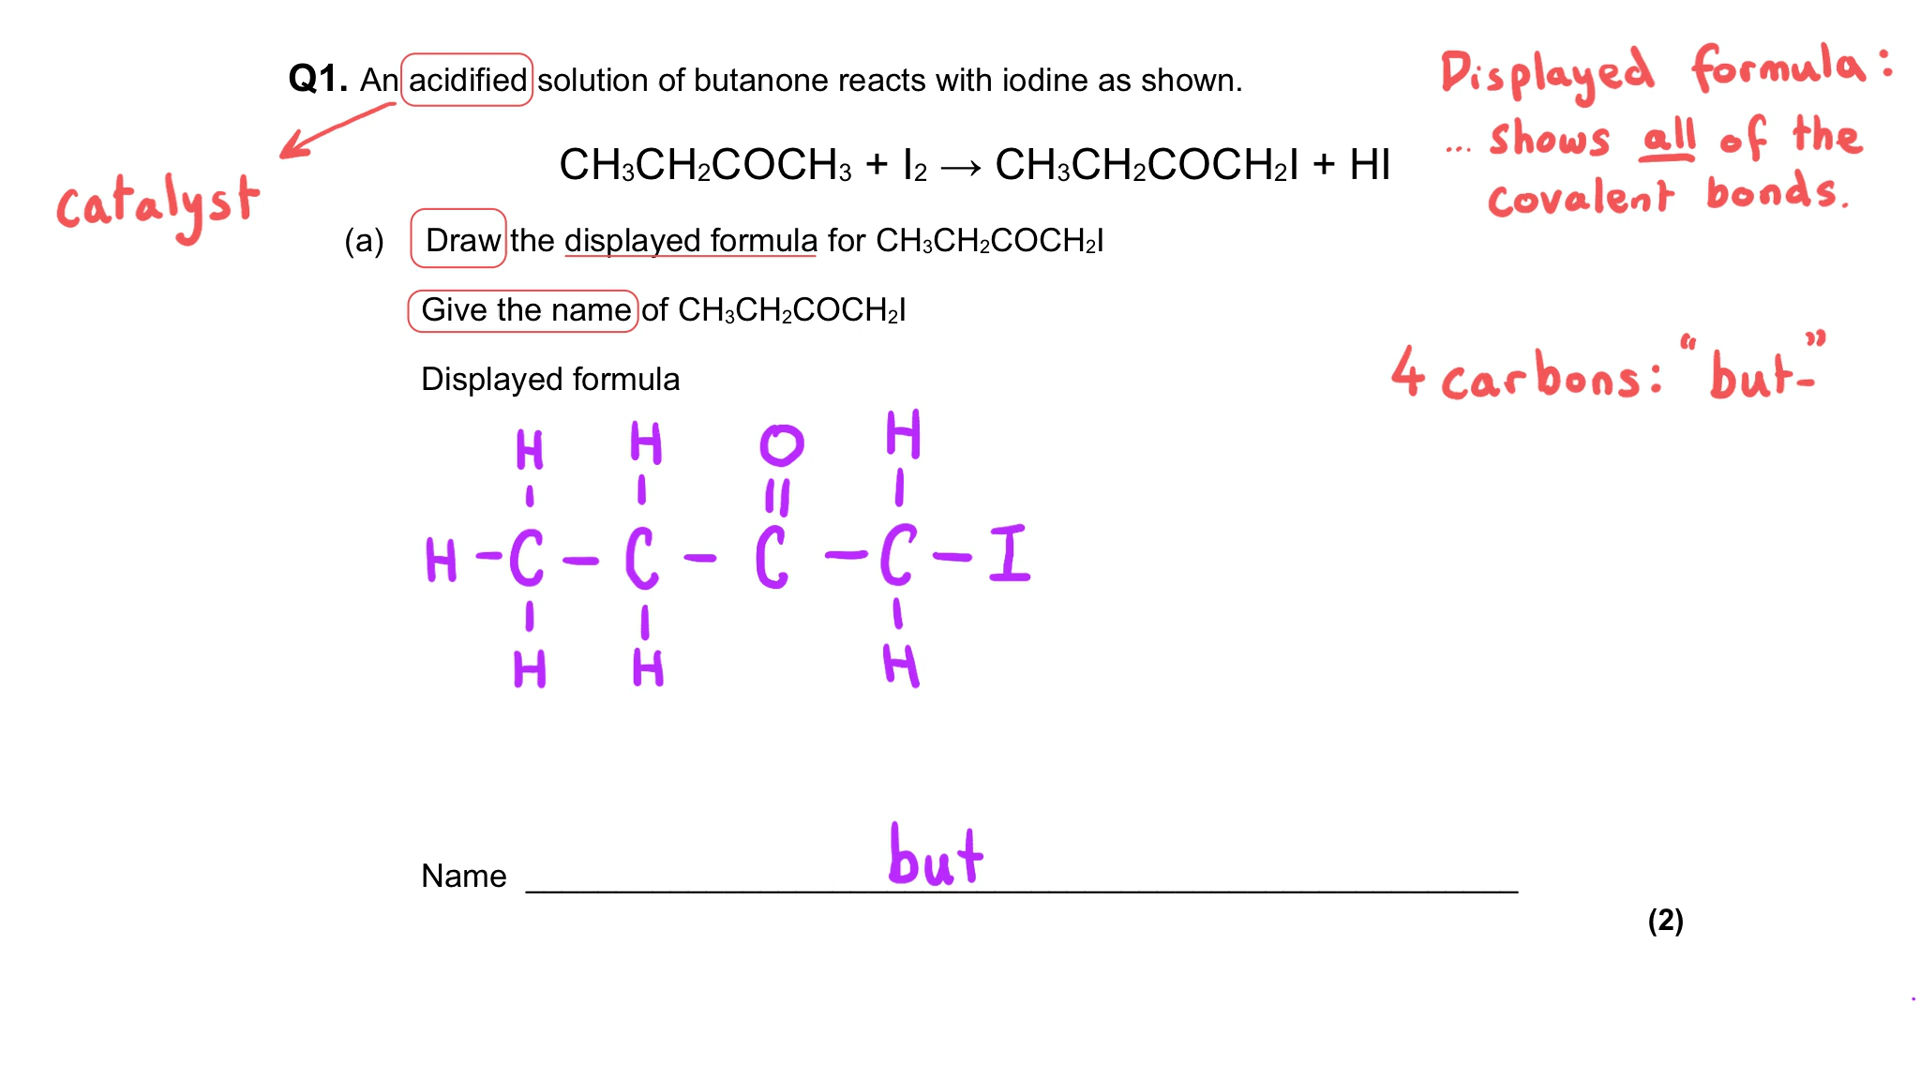 Q1. An acidified solution of butanone reacts with iodine as shown.
CH₃CH₂COCH₃ + I₂ → CH₃CH₂COCH₂I + HI
Displayed formula:
... shows all of the
covalent bonds.
catalyst
(a) Draw the displayed formula for CH₃CH₂COCH₂I
Give the name of CH₃CH₂COCH₂I
4 carbons: “but-”
Displayed formula
H H O H
H - C - C - C - C - I
H H H
Name but
(2)